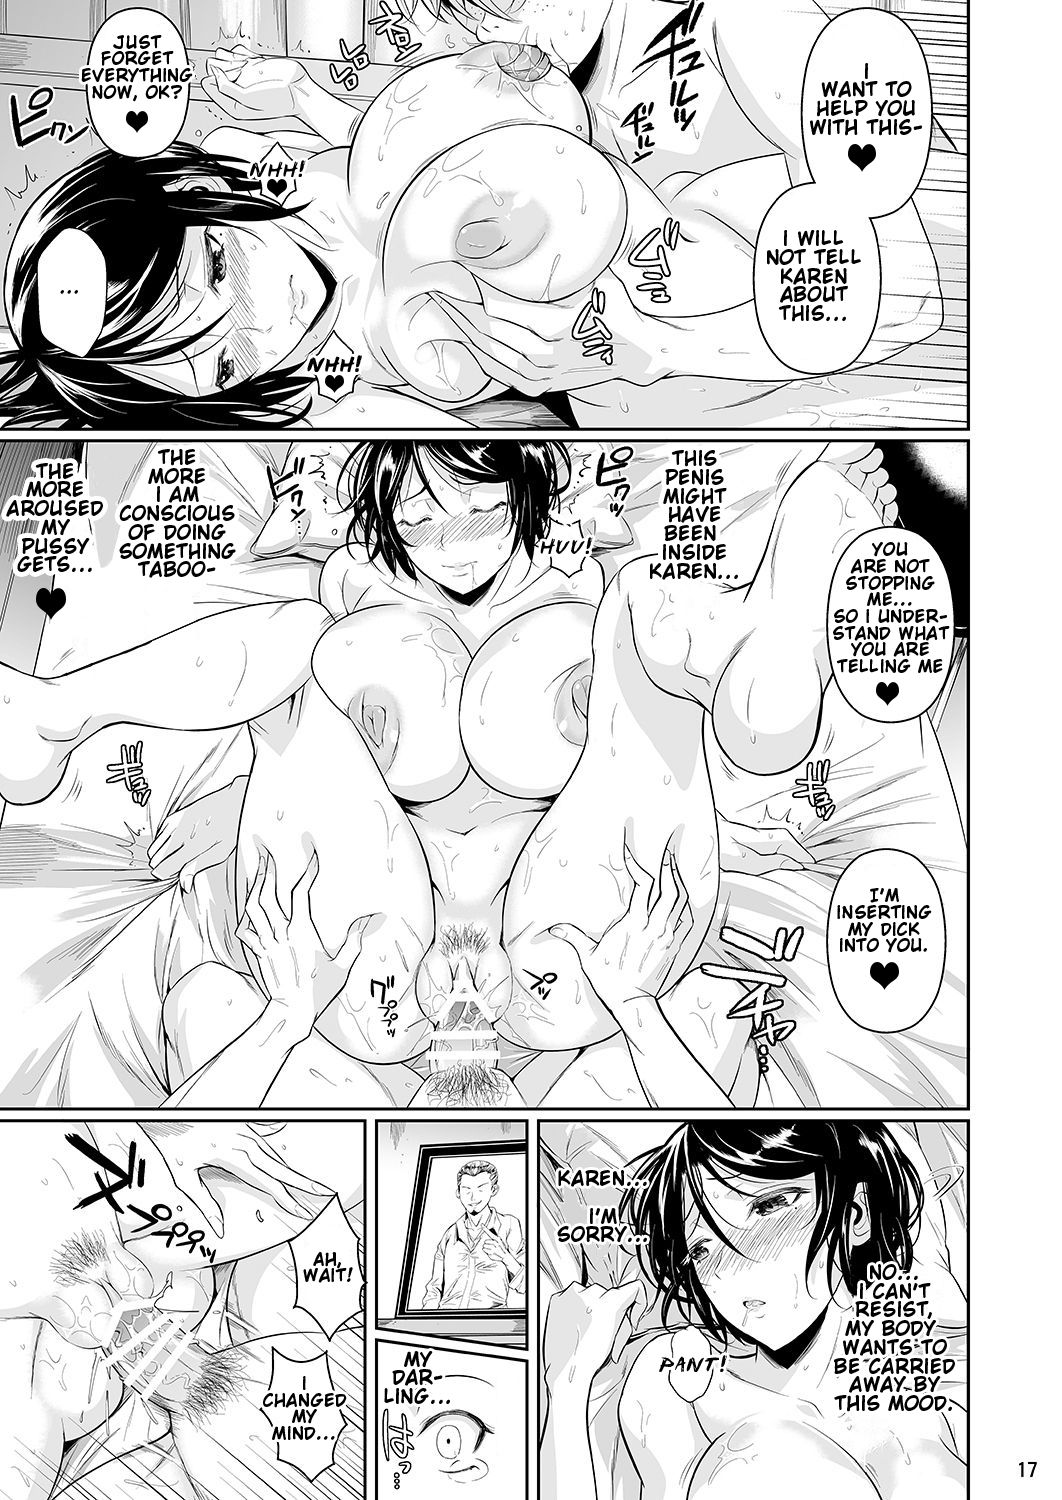 I
WANT TO
HELP YOU
WITH THIS-
♥
I WILL
NOT TELL
KAREN
ABOUT
THIS...
JUST
FORGET
EVERYTHING
NOW, OK?
♥
NHH!
♥
NHH!
♥
...
YOU
ARE NOT
STOPPING
ME...
SO I UNDER-
STAND WHAT
YOU ARE
TELLING ME
♥
THIS
PENIS
MIGHT
HAVE
BEEN
INSIDE
KAREN...
HUU!
I'M
INSERTING
MY DICK
INTO YOU.
♥
THE
MORE
I AM
CONSCIOUS
OF DOING
SOMETHING
TABOO-
THE
MORE
AROUSED
MY
PUSSY
GETS...
♥
KAREN...
I'M
SORRY...
NO...
I CAN'T
RESIST,
MY BODY
WANTS TO
BE CARRIED
AWAY BY
THIS MOOD.
PANT!
MY
DAR-
LING...
AH,
WAIT!
I
CHANGED
MY
MIND...
17